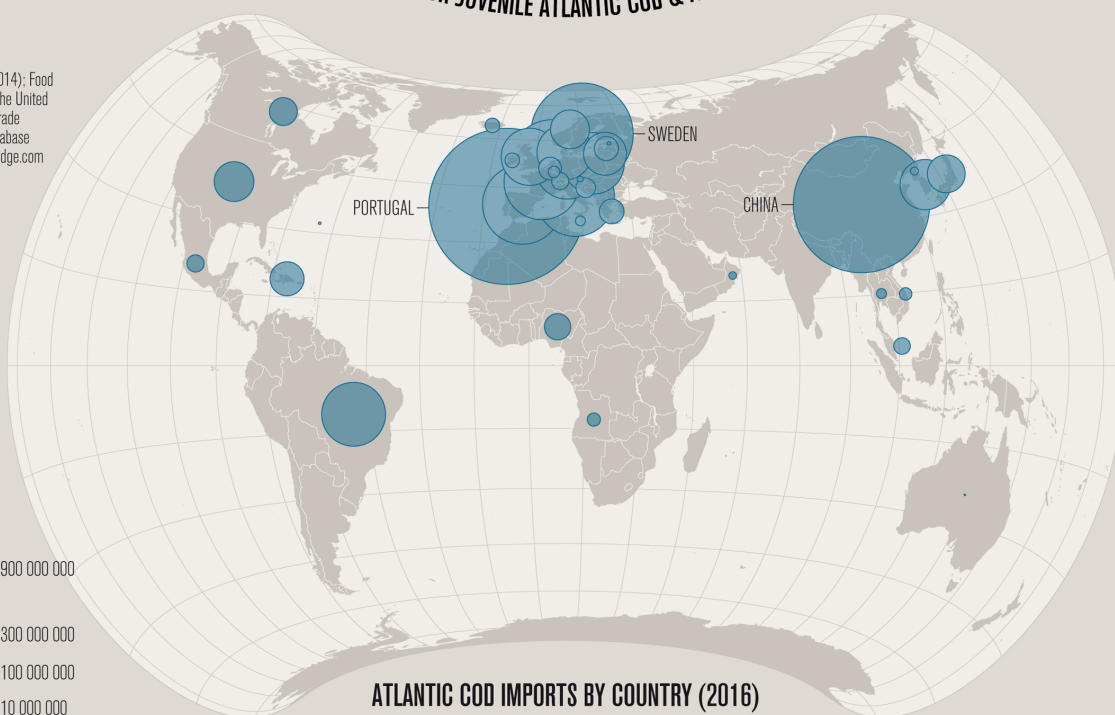 JUVENILE ATLANTIC COD &
014); Food
he United
rade
abase
dge.com
SWEDEN
PORTUGAL
CHINA
900 000 000
300 000 000
100 000 000
10 000 000
ATLANTIC COD IMPORTS BY COUNTRY (2016)